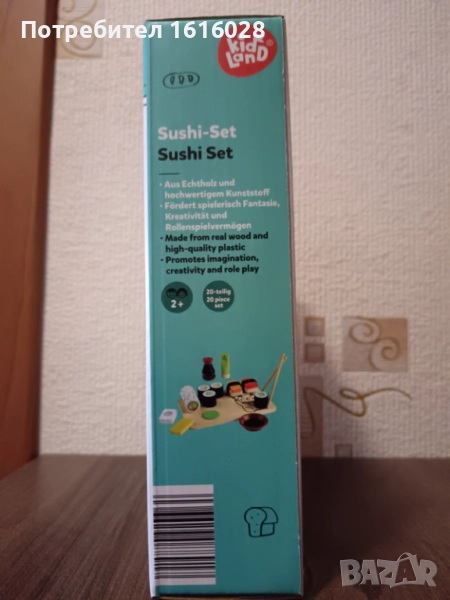 Потребител 1616028
kid
LAND®
Sushi-Set
Sushi Set
• Aus Echtholz und
hochwertigem Kunststoff
• Fördert spielerisch Fantasie,
Kreativität und
Rollenspielvermögen
• Made from real wood and
high-quality plastic
• Promotes imagination,
creativity and role play
2+
20-teilig
20 piece
set
BAZAR